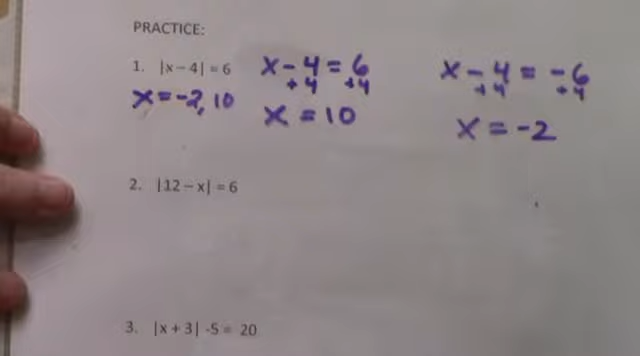 PRACTICE:
1. |x - 4| = 6
x - 4 = 6
x - 4 = -6
+4 +4
+4 +4
x = -2, 10
x = 10
x = -2
2. |12 - x| = 6
3. |x + 3| -5 = 20